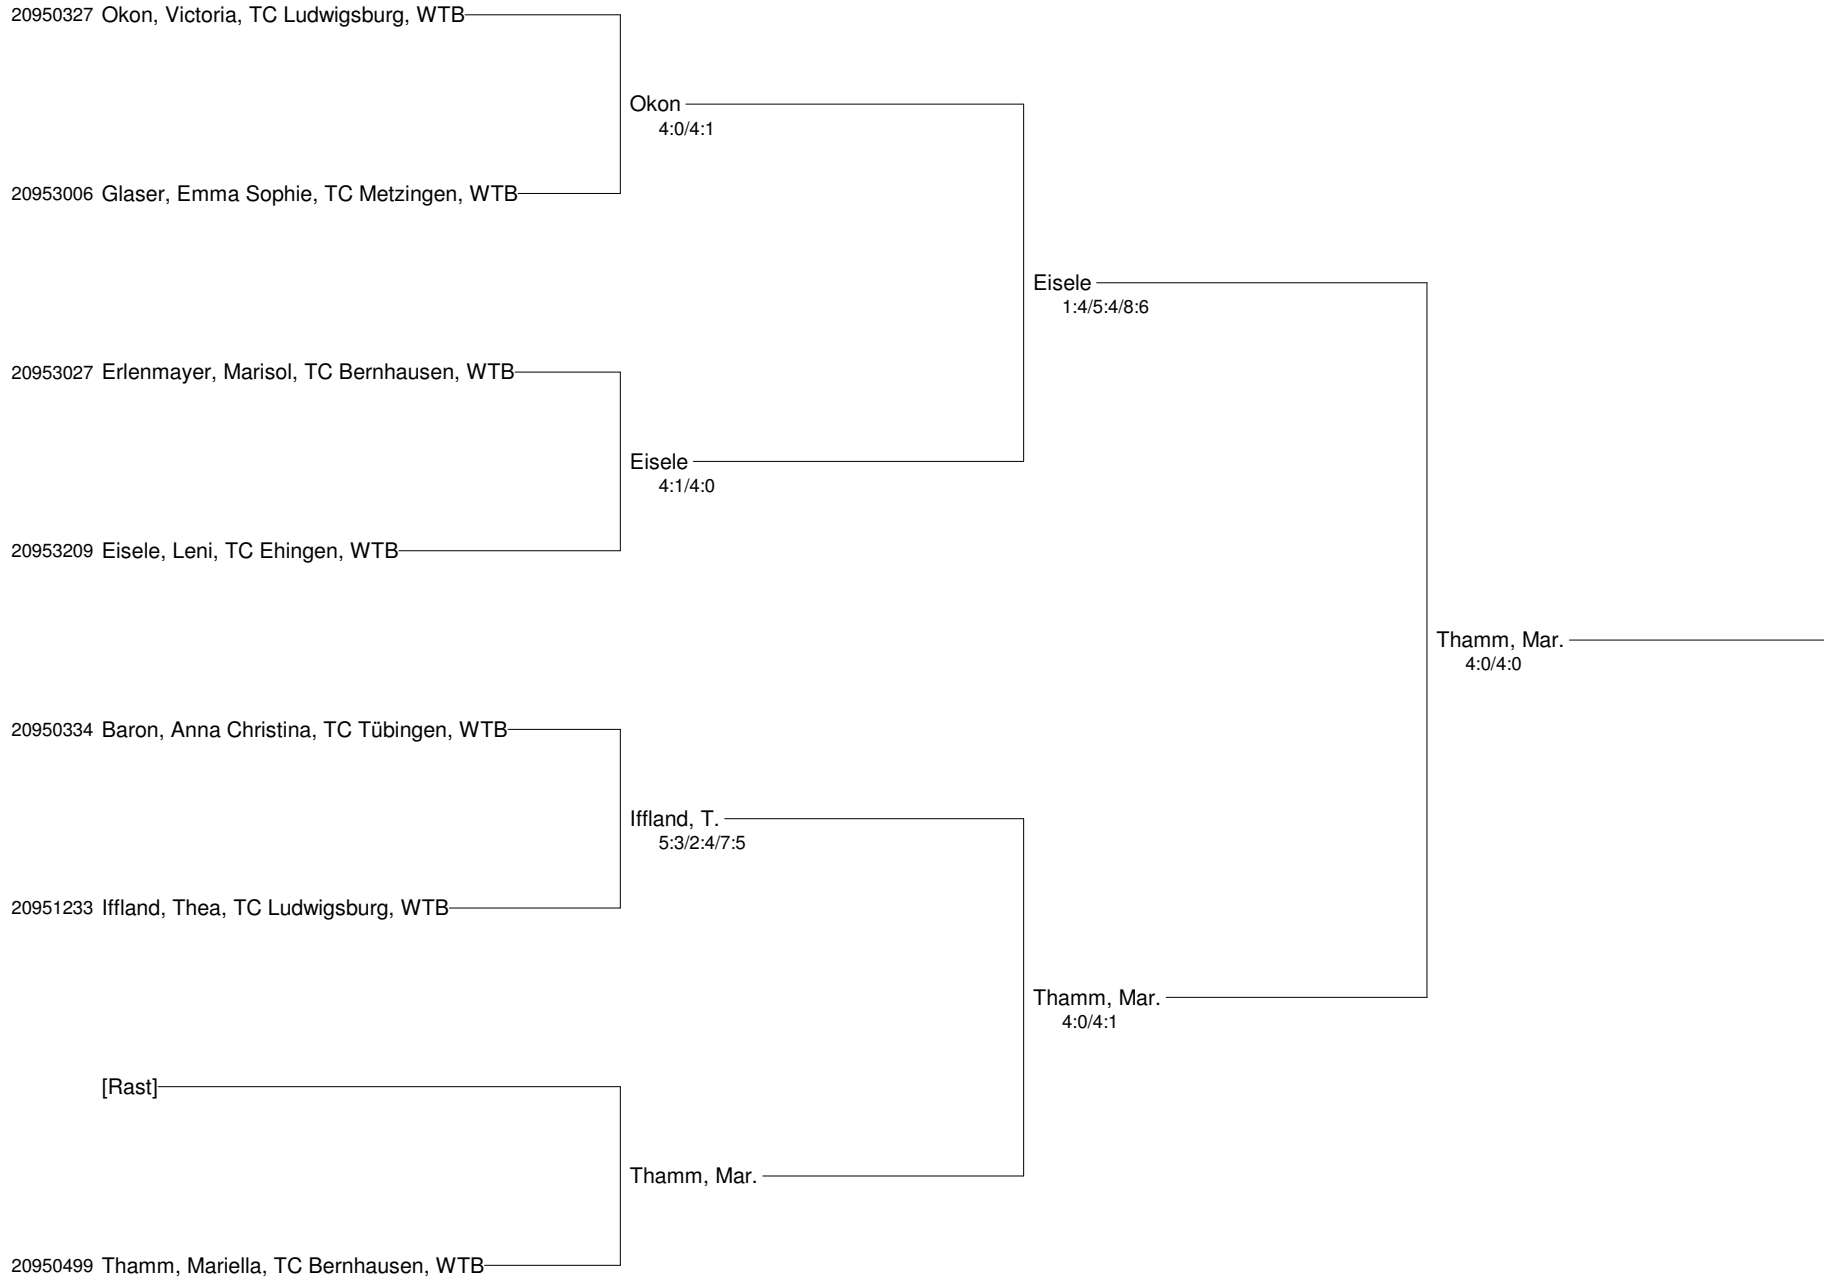 20950327 Okon, Victoria, TC Ludwigsburg, WTB
Okon
4:0/4:1
20953006 Glaser, Emma Sophie, TC Metzingen, WTB
Eisele
1:4/5:4/8:6
20953027 Erlenmayer, Marisol, TC Bernhausen, WTB
Eisele
4:1/4:0
20953209 Eisele, Leni, TC Ehingen, WTB
Thamm, Mar.
4:0/4:0
20950334 Baron, Anna Christina, TC Tübingen, WTB
Iffland, T.
5:3/2:4/7:5
20951233 Iffland, Thea, TC Ludwigsburg, WTB
Thamm, Mar.
4:0/4:1
[Rast]
Thamm, Mar.
20950499 Thamm, Mariella, TC Bernhausen, WTB